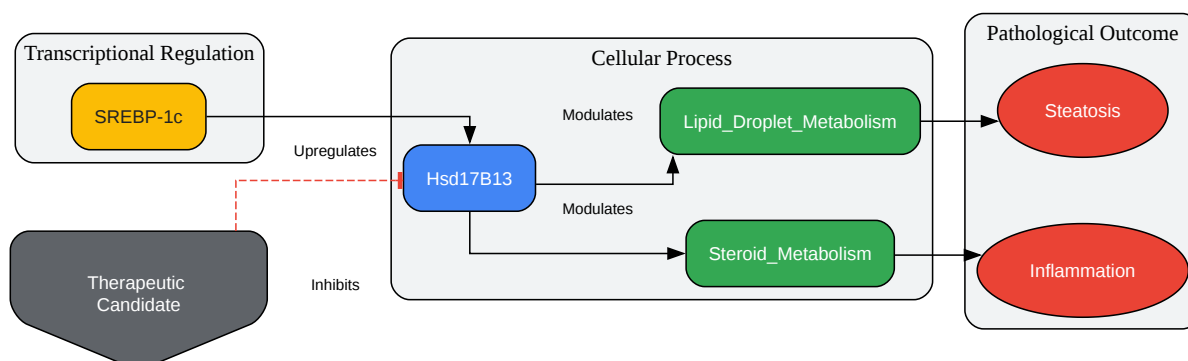 Transcriptional Regulation
SREBP-1c
Cellular Process
Pathological Outcome
Modulates
Lipid_Droplet_Metabolism
Steatosis
Upregulates
Hsd17B13
Modulates
Steroid_Metabolism
Inflammation
Therapeutic
Candidate
Inhibits